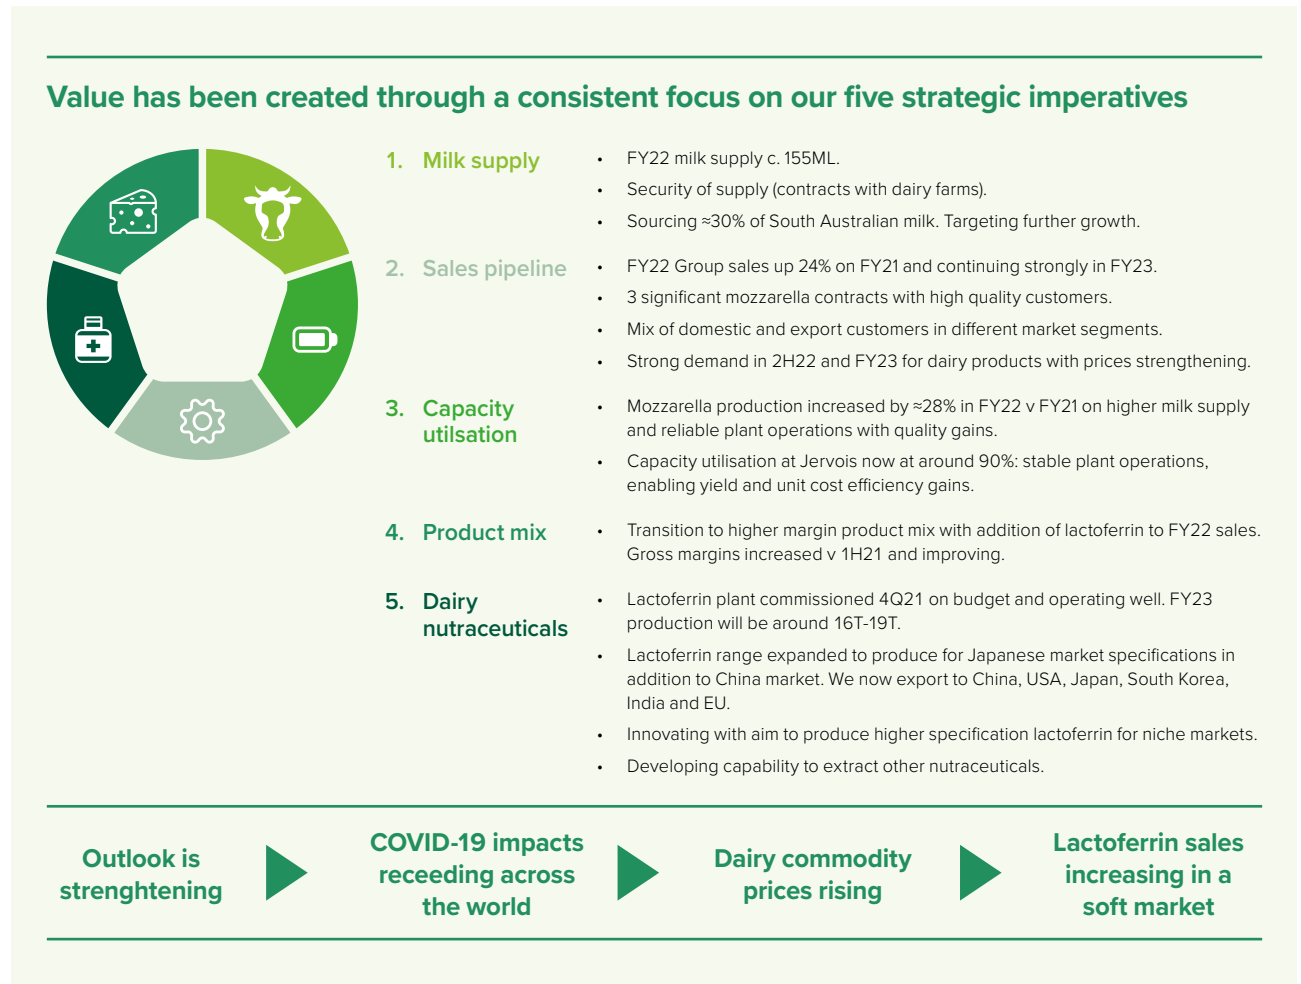 Value has been created through a consistent focus on our five strategic imperatives
1. Milk supply
• FY22 milk supply c. 155ML.
• Security of supply (contracts with dairy farms).
• Sourcing ≈30% of South Australian milk. Targeting further growth.
2. Sales pipeline
• FY22 Group sales up 24% on FY21 and continuing strongly in FY23.
• 3 significant mozzarella contracts with high quality customers.
• Mix of domestic and export customers in different market segments.
• Strong demand in 2H22 and FY23 for dairy products with prices strengthening.
3. Capacity
utilsation
• Mozzarella production increased by ≈28% in FY22 v FY21 on higher milk supply
and reliable plant operations with quality gains.
• Capacity utilisation at Jervois now at around 90%: stable plant operations,
enabling yield and unit cost efficiency gains.
4. Product mix
• Transition to higher margin product mix with addition of lactoferrin to FY22 sales.
Gross margins increased v 1H21 and improving.
5. Dairy
nutraceuticals
• Lactoferrin plant commissioned 4Q21 on budget and operating well. FY23
production will be around 16T-19T.
• Lactoferrin range expanded to produce for Japanese market specifications in
addition to China market. We now export to China, USA, Japan, South Korea,
India and EU.
• Innovating with aim to produce higher specification lactoferrin for niche markets.
• Developing capability to extract other nutraceuticals.
Outlook is
strenghtening
COVID-19 impacts
receeding across
the world
Dairy commodity
prices rising
Lactoferrin sales
increasing in a
soft market